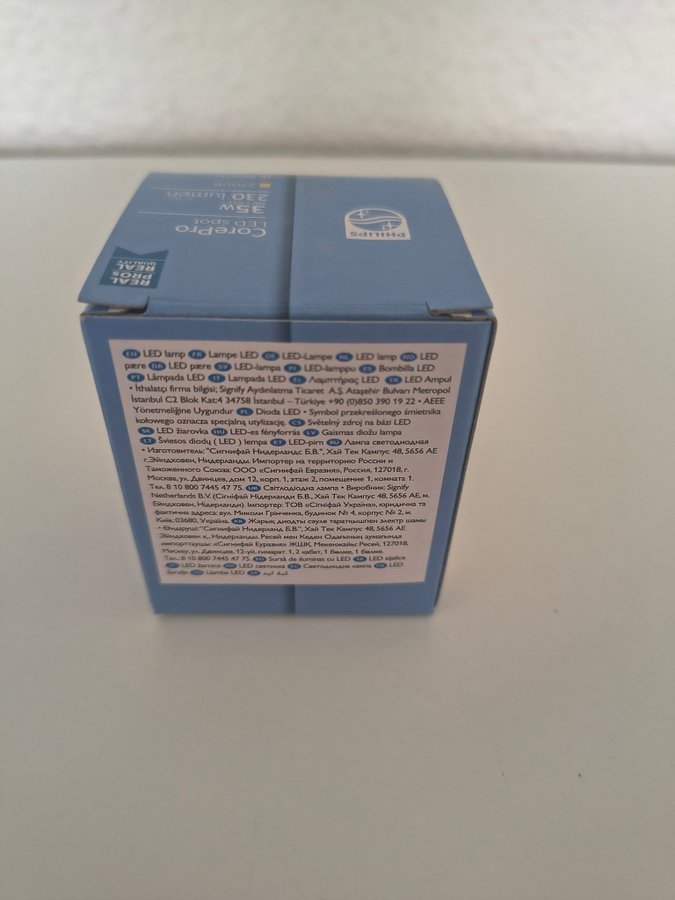 PHILIPS
CorePro
LED spot
35W
230 lumen
2700K
REAL
PROs
REAL
QUALITY
EN LED lamp FR Lampe LED DE LED-Lampe NL LED lamp NO LED
pære DA LED pære SV LED-lampa FI LED-lamppu ES Bombilla LED
PT Lâmpada LED IT Lampada LED EL Λαμπτήρας LED TR LED Ampul
• İthalatçı firma bilgisi; Signify Aydınlatma Ticaret A.Ş. Ataşehir Bulvarı Metropol
İstanbul C2 Blok Kat:4 34758 İstanbul – Türkiye +90 (0)850 390 19 22 • AEEE
Yönetmeliğine Uygundur PL Dioda LED • Symbol przekreślonego śmietnika
kołowego oznacza specjalną utylizację. CS Světelný zdroj na bázi LED
SK LED žiarovka HU LED-es fényforrás LV Gaismas diožu lampa
LT Šviesos diodų ( LED ) lempa ET LED-pirn RU Лампа светодиодная
• Изготовитель: "Сигнифай Нидерландс Б.В.", Хай Тек Кампус 48, 5656 AE
г.Эйндховен, Нидерланды. Импортер на территорию России и
Таможенного Союза: ООО «Сигнифай Евразия», Россия, 127018, г.
Москва, ул. Двинцев, дом 12, корп. 1, этаж 2, помещение 1, комната 1.
Тел. 8 10 800 7445 47 75. UK Світлодіодна лампа • Виробник: Signify
Netherlands B.V. (Сігніфай Нідерланди Б.В., Хай Тек Кампус 48, 5656 AE, м.
Ейндховен, Нідерланди). Імпортер: ТОВ «Сігніфай Україна», юридична та
фактична адреса: вул. Миколи Грінченка, будинок № 4, корпус № 2, м.
Київ, 03680, Україна. KK Жарық диодты сәуле тараткышпен электр шамы
• Өндіруші: "Сигнифай Нидерланд Б.В.", Хай Тек Кампус 48, 5656 AE
Эйндховен қ., Нидерланды. Ресей мен Кеден Одағының аумағында
импорттаушы: «Сигнифай Евразия» ЖШҚ, Мекенжайы: Ресей, 127018,
Мәскеу, ул. Двинцев, 12-үй, ғимарат 1, 2 қабат, 1 бөлме, 1 бөлме.
Тел.: 8 10 800 7445 47 75. RO Sursă de iluminat cu LED LED sijalice
LED žarnice LED светилка Светодиодна лампа LED
žarulja Llambë LED